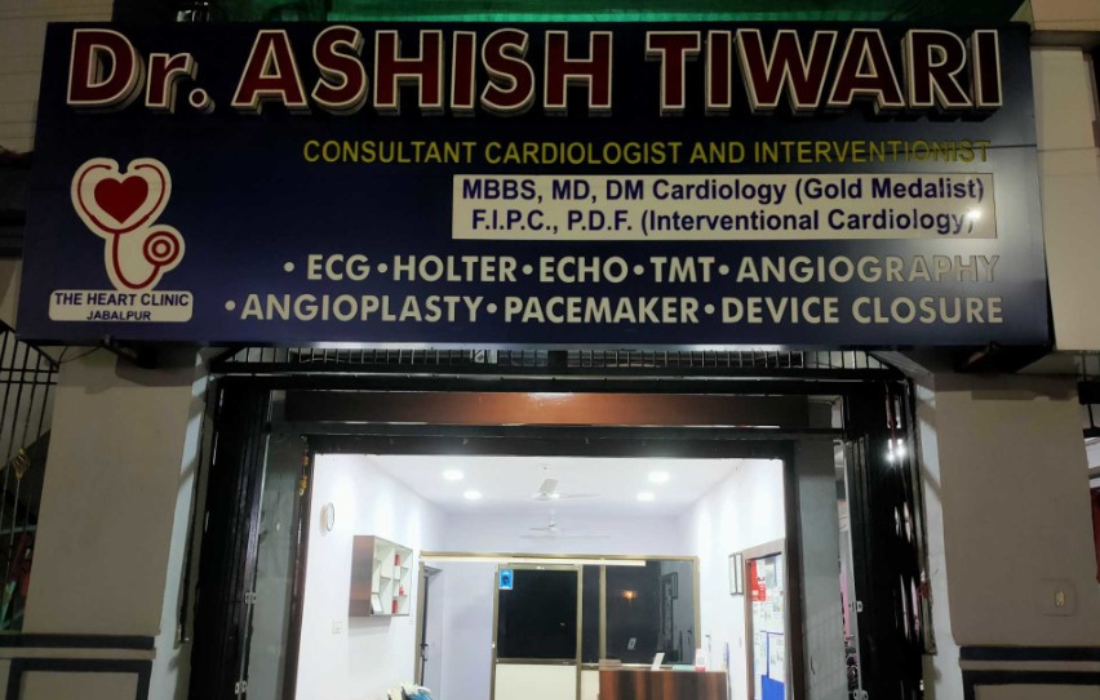 Dr. ASHISH TIWARI
CONSULTANT CARDIOLOGIST AND INTERVENTIONIST
MBBS, MD, DM Cardiology (Gold Medalist)
F.I.P.C., P.D.F. (Interventional Cardiology)
• ECG • HOLTER • ECHO • TMT • ANGIOGRAPHY
• ANGIOPLASTY • PACEMAKER • DEVICE CLOSURE
THE HEART CLINIC
JABALPUR